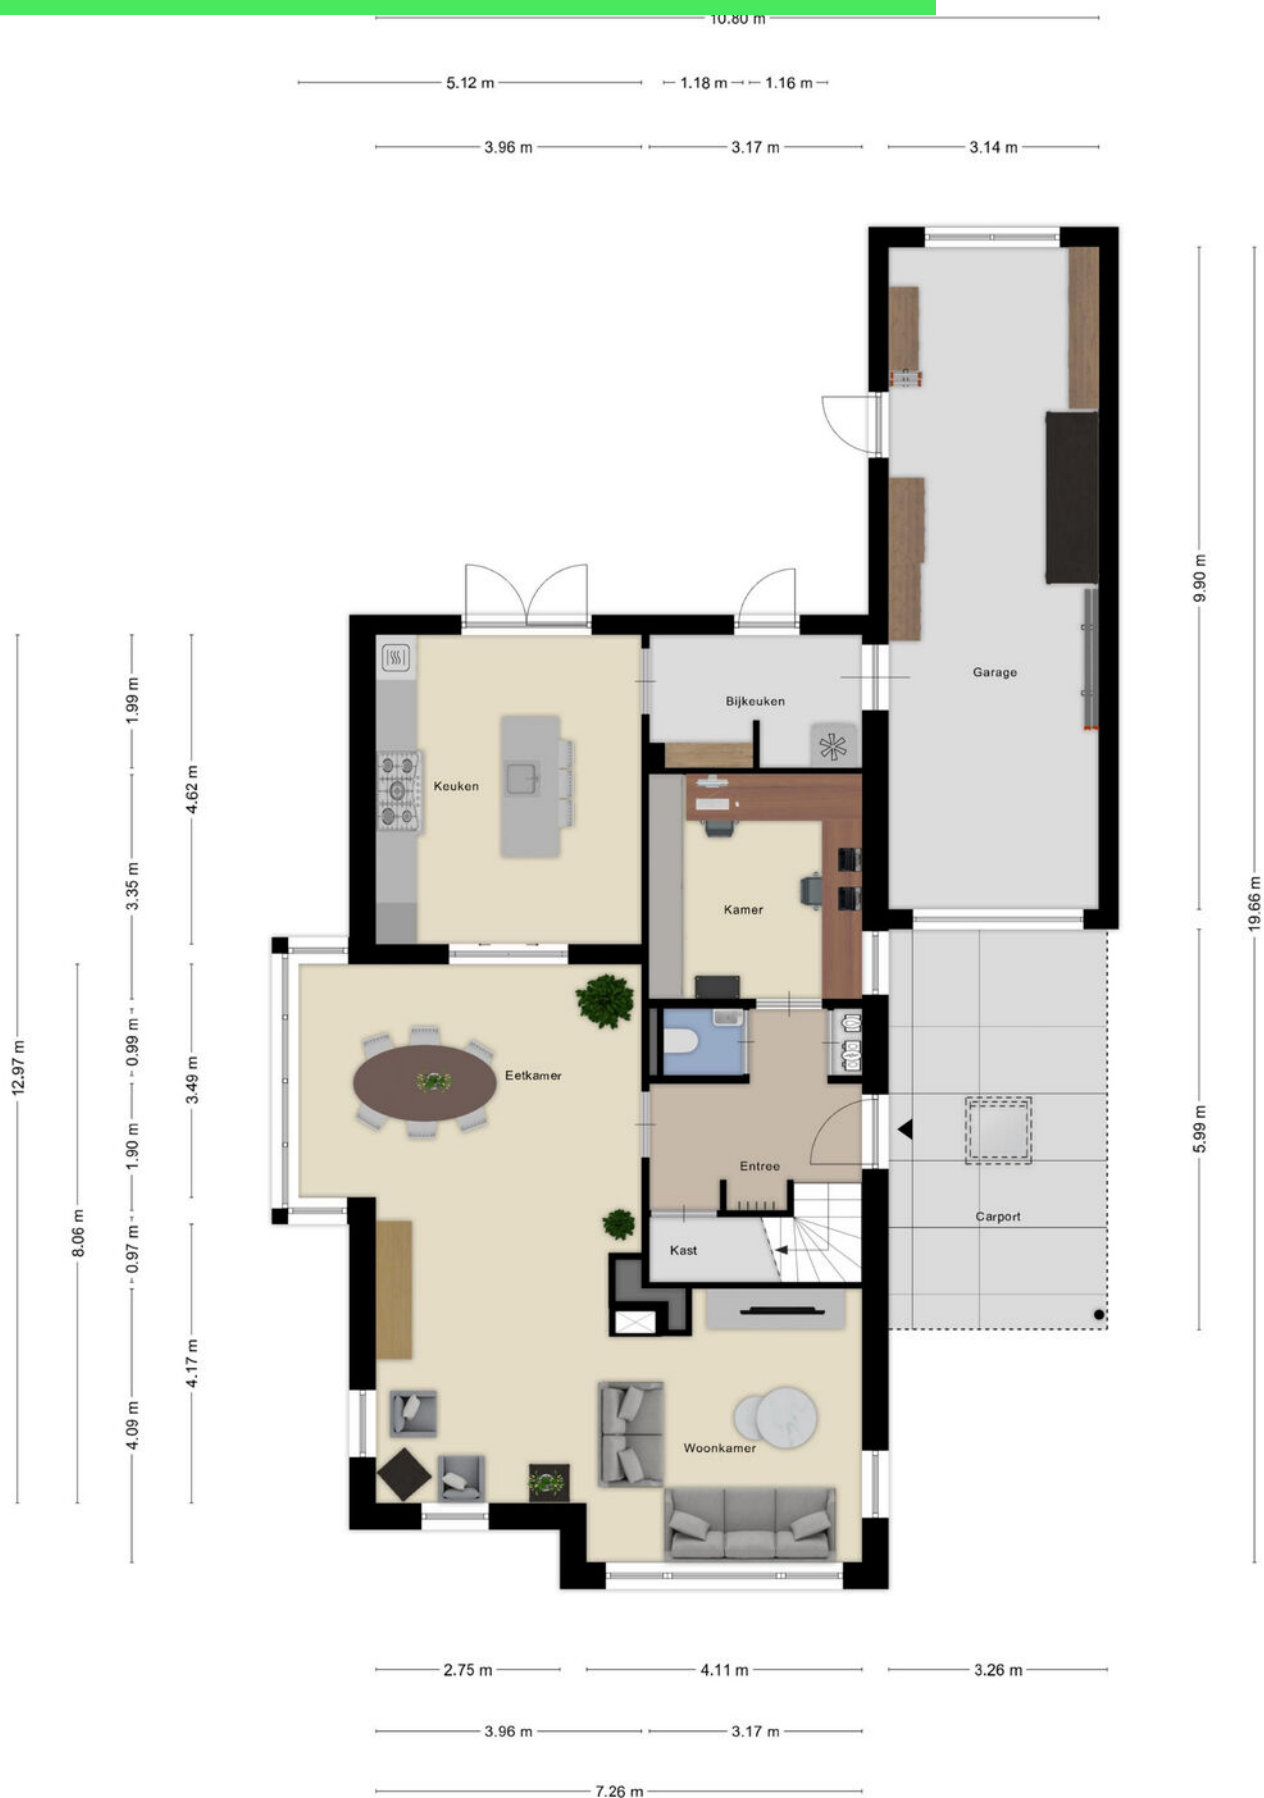 10.80 m
5.12 m
1.18 m
1.16 m
3.96 m
3.17 m
3.14 m
Garage
Bijkeuken
Keuken
Kamer
Eetkamer
Entree
Kast
Carport
Woonkamer
12.97 m
8.06 m
1.99 m
3.35 m
0.99 m
1.90 m
0.97 m
4.09 m
4.62 m
3.49 m
4.17 m
9.90 m
5.99 m
19.66 m
2.75 m
4.11 m
3.26 m
3.96 m
3.17 m
7.26 m